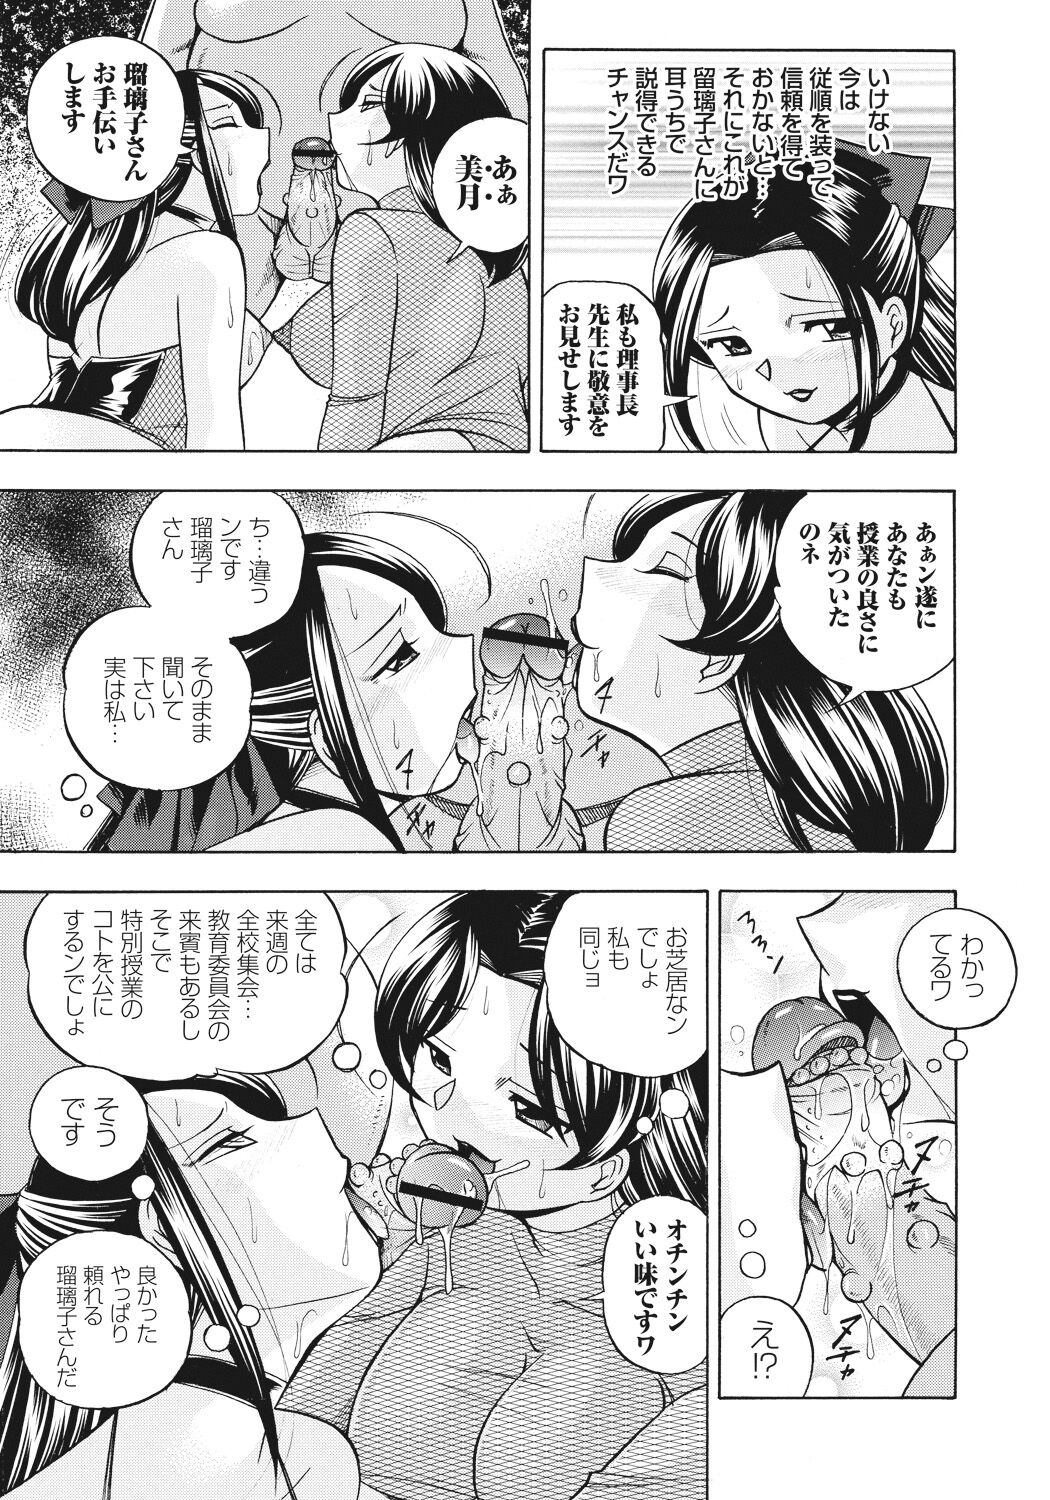 いけない
今は
従順を装って
信頼を得て
おかないと…
それにこれが
留璃子さんに
耳うちで
説得できる
チャンスだワ
私も理事長
先生に敬意を
お見せします
あぁ
美月
瑠璃子さん
お手伝い
します
あぁン遂に
あなたも
授業の良さに
気がついた
のネ
ち…違う
ンです
瑠璃子
さん
そのまま
聞いて
下さい
実は私…
わかっ
てるワ
え!?
お芝居なン
でしょ
私も
同じョ
全ては
来週の
全校集会…
教育委員会の
来賓もあるし
そこで
特別授業の
コトを公に
するンでしょ
そう
です
オチンチン
いい味ですワ
良かった
やっぱり
頼れる
瑠璃子さんだ